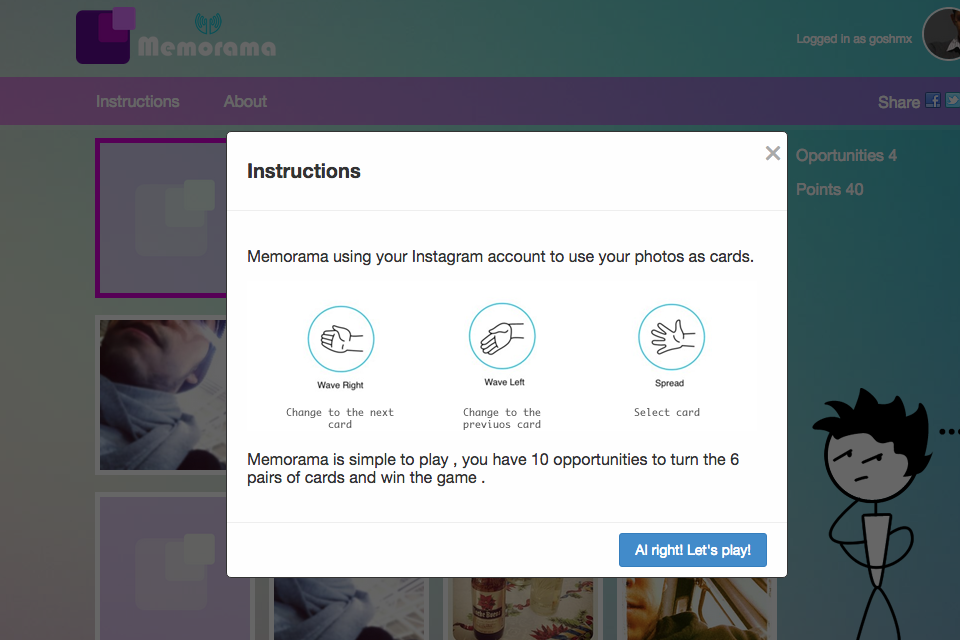 Memorama
Logged in as goshmx
Instructions
About
Share
Oportunities 4
Points 40
Instructions
×
Memorama using your Instagram account to use your photos as cards.
Wave Right
Wave Left
Spread
Change to the next
card
Change to the
previuos card
Select card
Memorama is simple to play , you have 10 opportunities to turn the 6
pairs of cards and win the game .
Al right! Let's play!